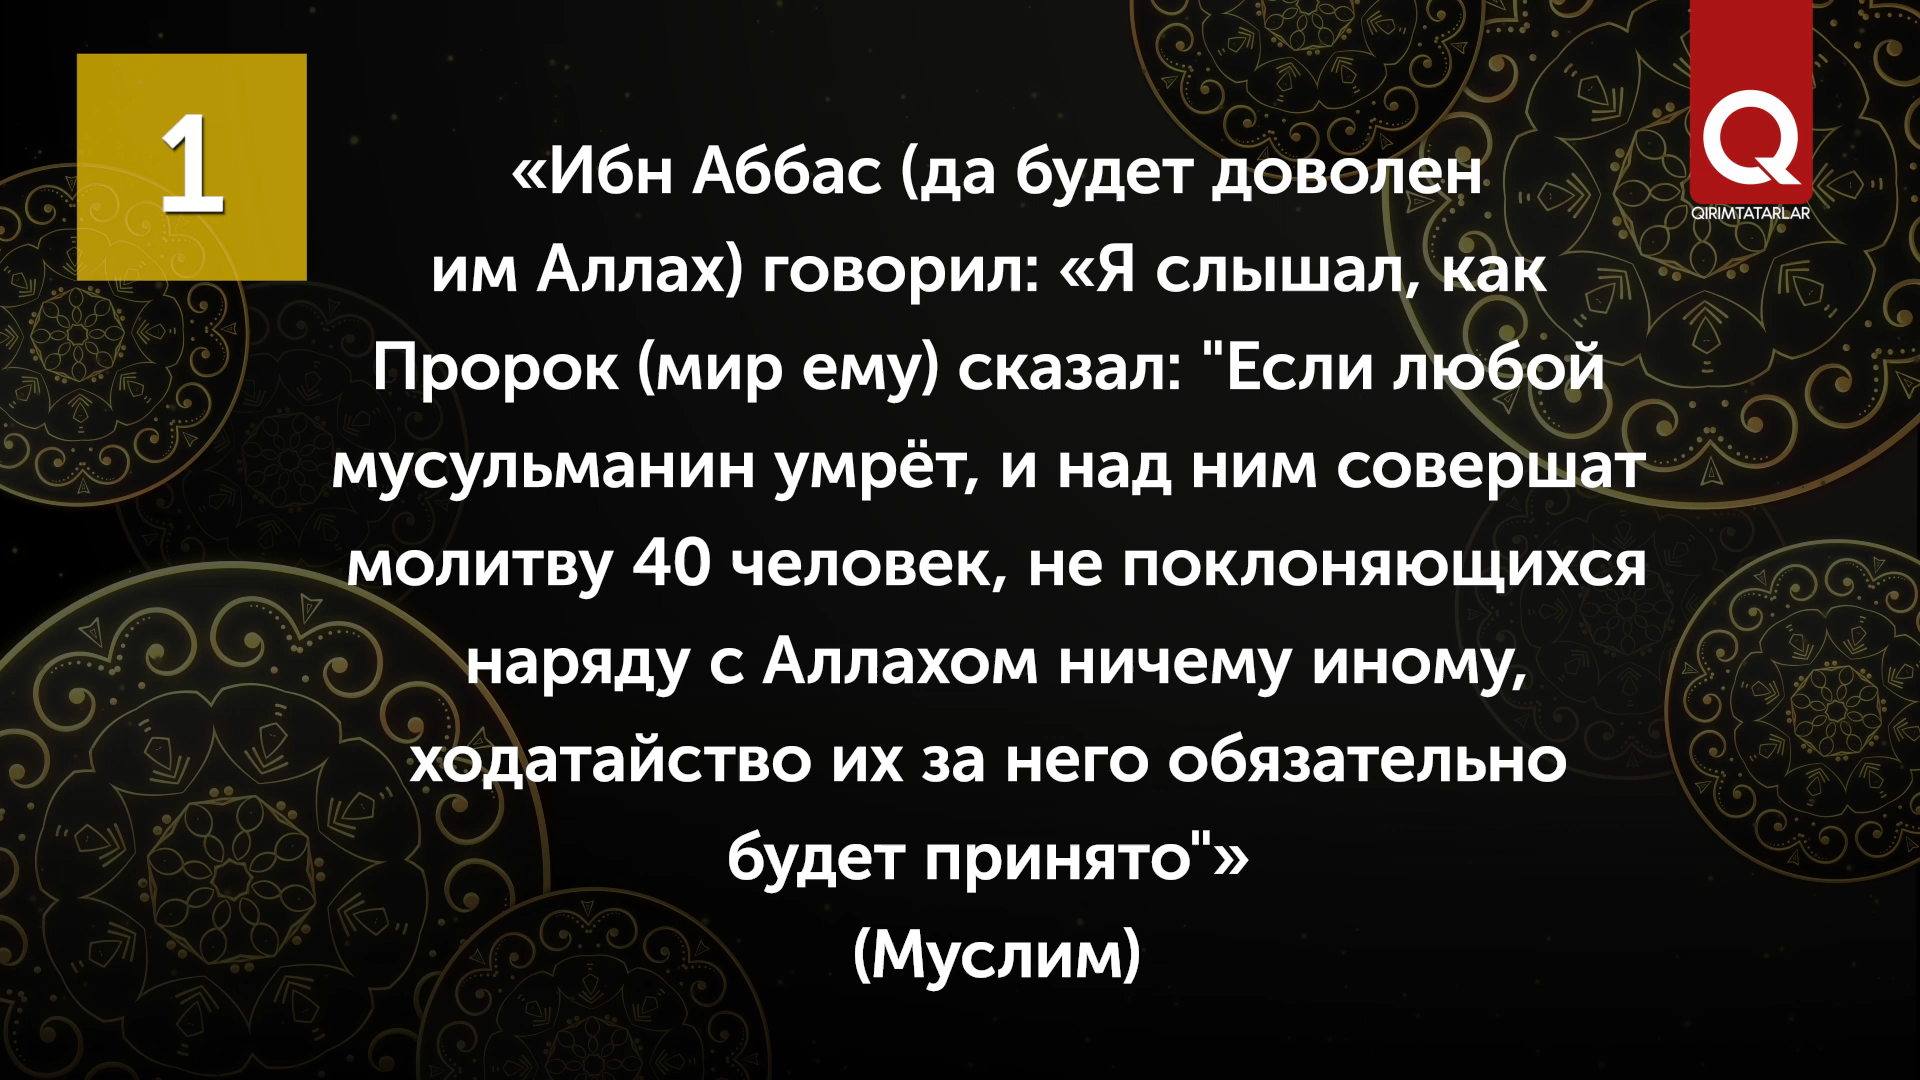 1
«Ибн Аббас (да будет доволен
им Аллах) говорил: «Я слышал, как
Пророк (мир ему) сказал: "Если любой
мусульманин умрёт, и над ним совершат
молитву 40 человек, не поклоняющихся
наряду с Аллахом ничему иному,
ходатайство их за него обязательно
будет принято"»
(Муслим)
Q
QIRIMTATARLAR